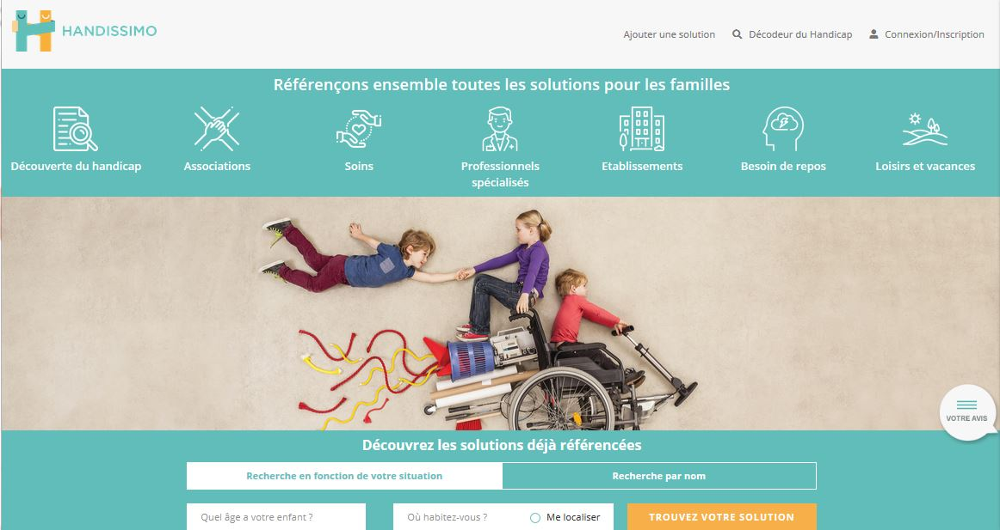 HANDISSIMO
Ajouter une solution
Décodeur du Handicap
Connexion/Inscription
Référençons ensemble toutes les solutions pour les familles
Découverte du handicap
Associations
Soins
Professionnels
spécialisés
Etablissements
Besoin de repos
Loisirs et vacances
VOTRE AVIS
Découvrez les solutions déjà référencées
Recherche en fonction de votre situation
Recherche par nom
Quel âge a votre enfant ?
Où habitez-vous ?
Me localiser
TROUVEZ VOTRE SOLUTION